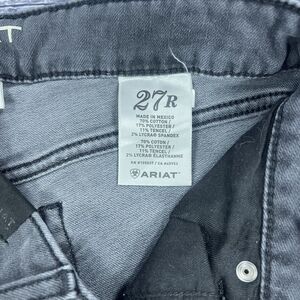 27R
MADE IN MEXICO
70% COTTON /
17% POLYESTER /
11% TENCEL /
2% LYCRA® SPANDEX
70% COTON /
17% POLYESTER /
11% TENCEL /
2% LYCRA® ÉLASTHANNE
ARIAT